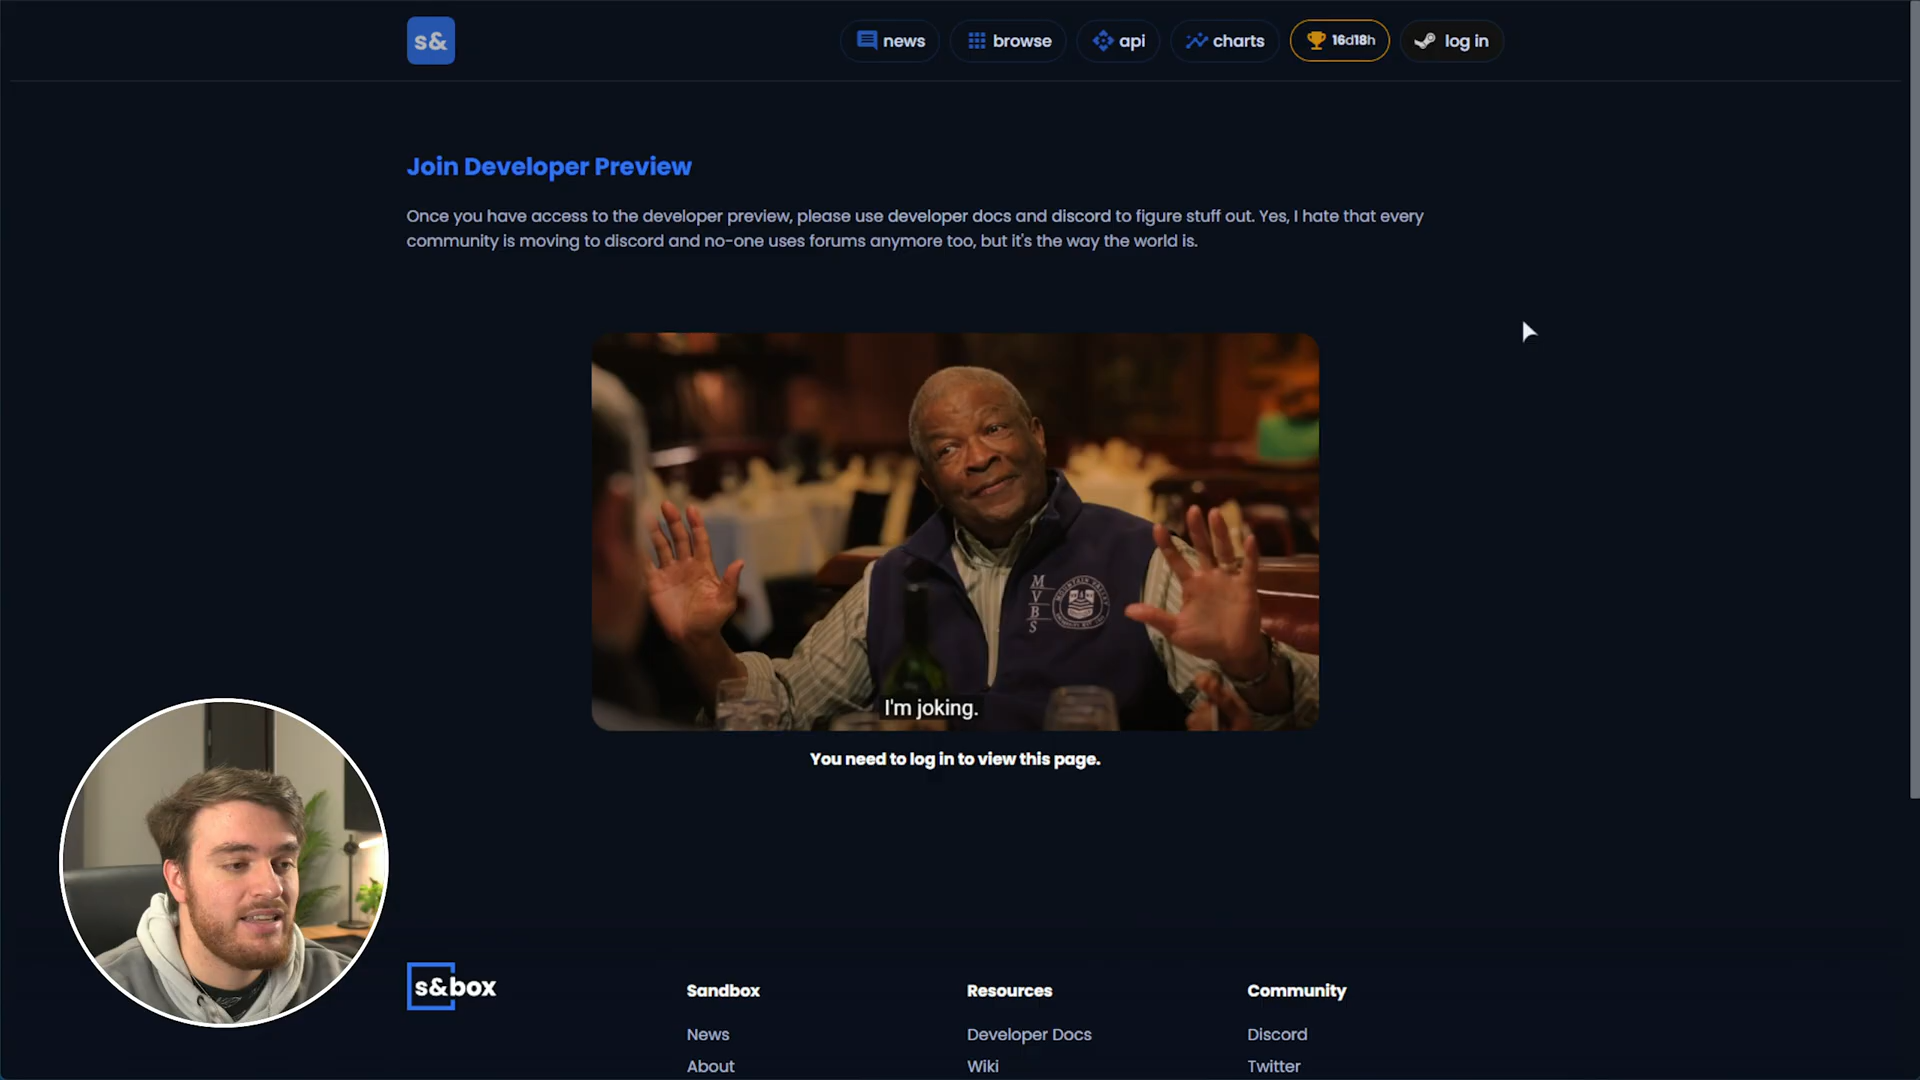 s&
news
browse
api
charts
16d18h
log in
Join Developer Preview
Once you have access to the developer preview, please use developer docs and discord to figure stuff out. Yes, I hate that every
community is moving to discord and no-one uses forums anymore too, but it's the way the world is.
M
V
B
S
I'm joking.
You need to log in to view this page.
s&box
Sandbox
News
About
Resources
Developer Docs
Wiki
Community
Discord
Twitter